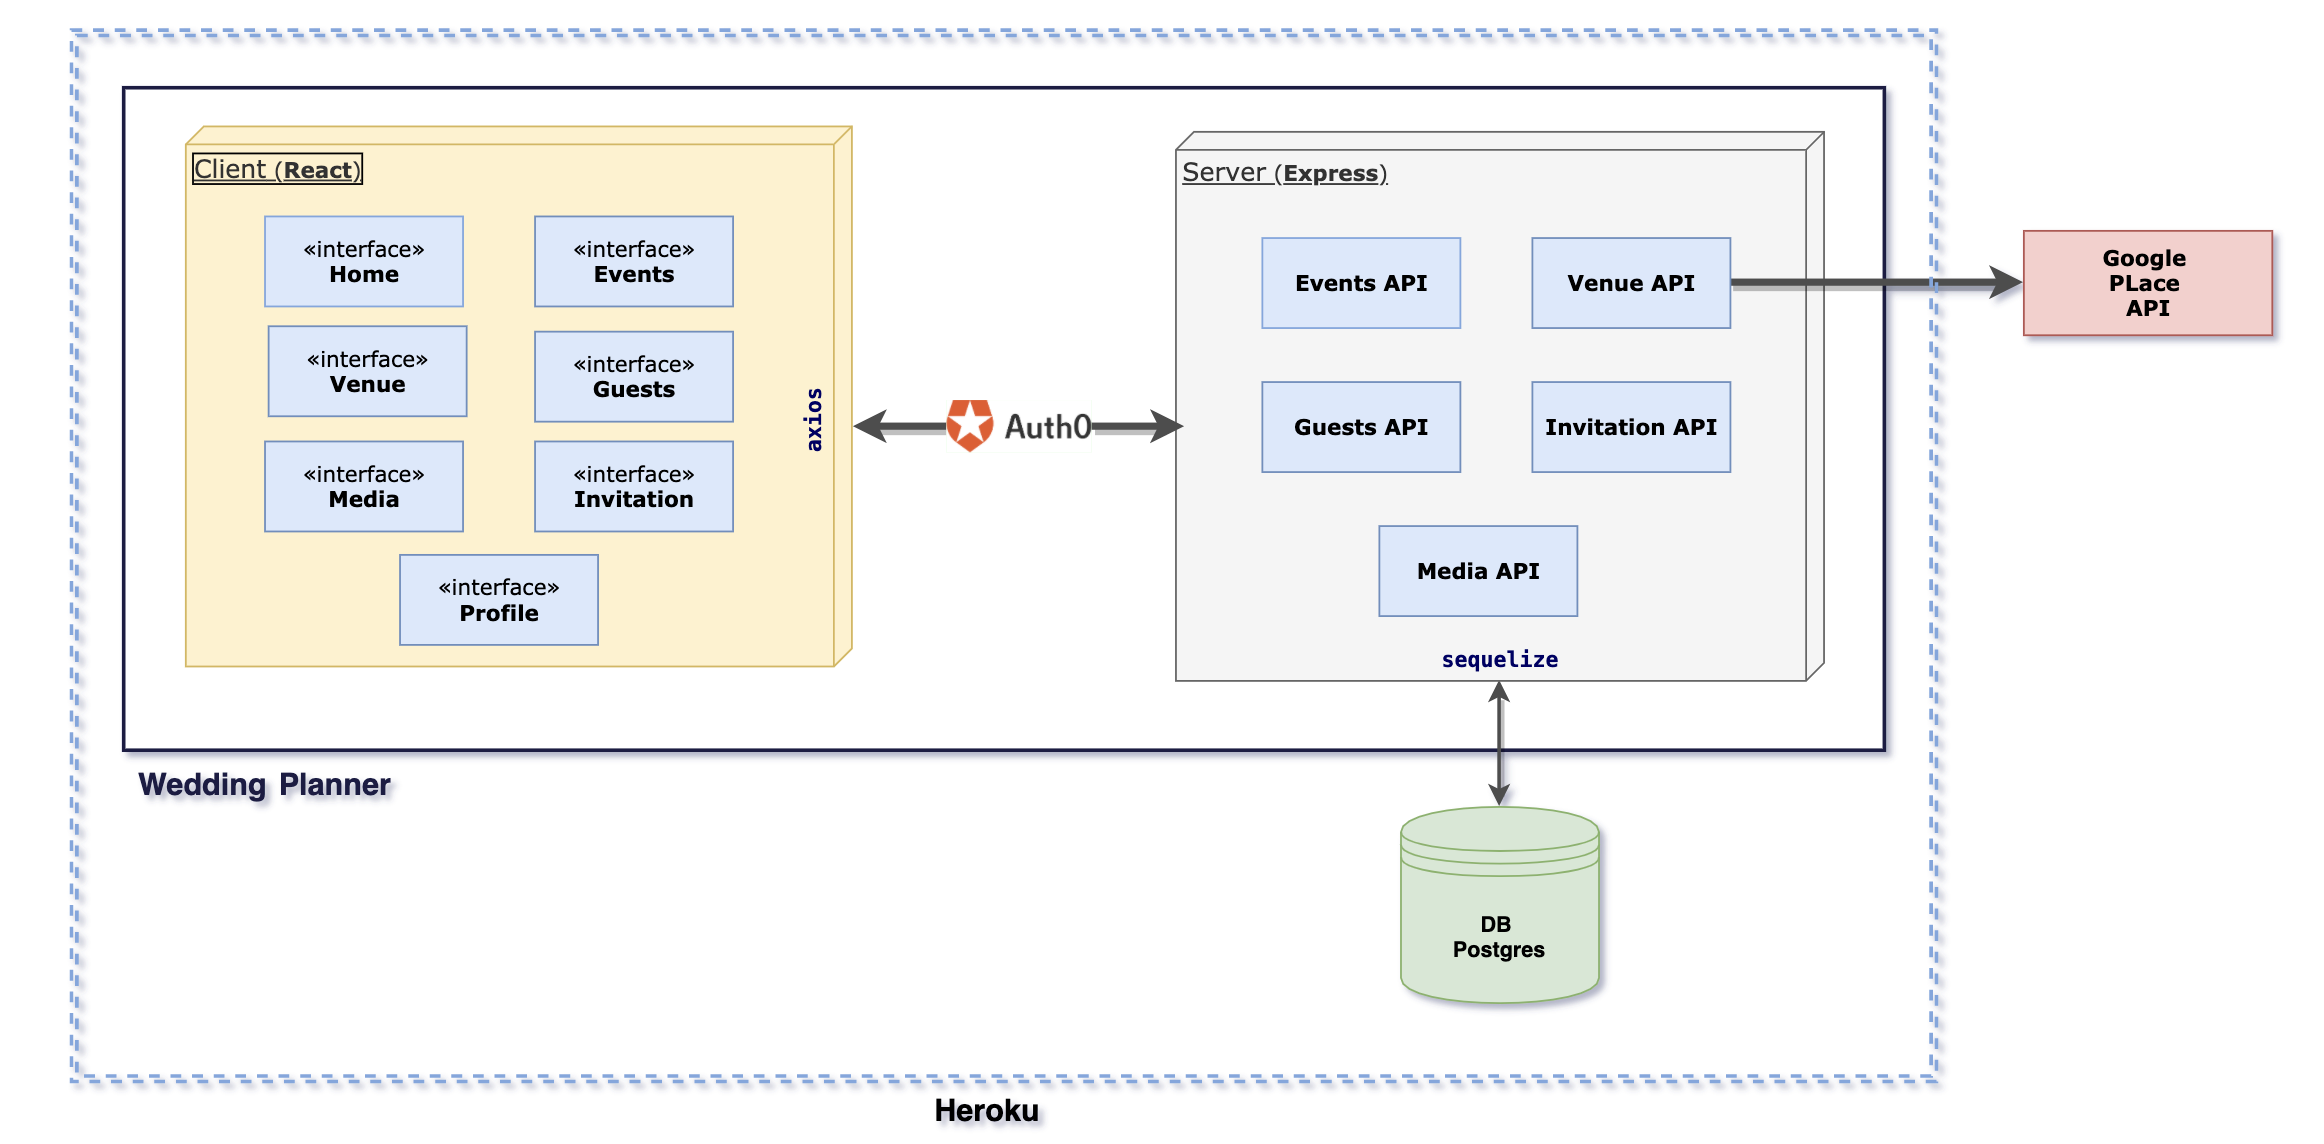 Client (React)
«interface»
Home
«interface»
Events
«interface»
Venue
«interface»
Guests
«interface»
Media
«interface»
Invitation
«interface»
Profile
axios
Auth0
Server (Express)
Events API
Venue API
Guests API
Invitation API
Media API
sequelize
Google
PLace
API
Wedding Planner
DB
Postgres
Heroku